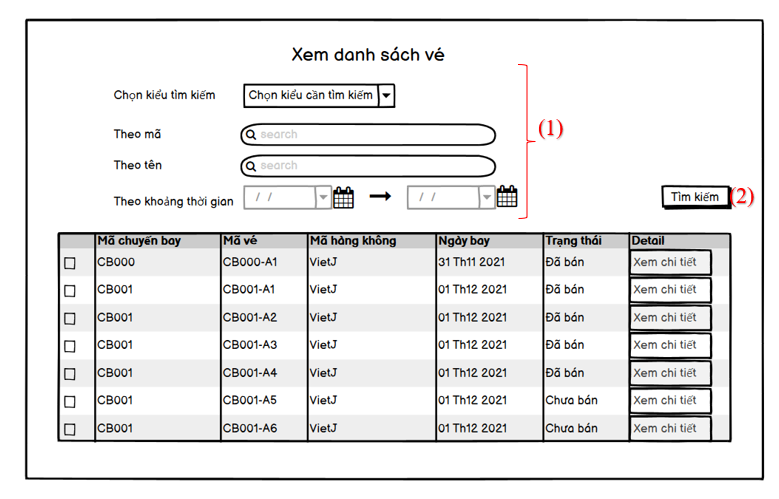 Xem danh sách vé
Chọn kiểu tìm kiếm Chọn kiểu cần tìm kiếm
Theo mã search (1)
Theo tên search
Theo khoảng thời gian / / / / Tìm kiếm (2)
Mã chuyến bay Mã vé Mã hàng không Ngày bay Trạng thái Detail
CB000 CB000-A1 VietJ 31 Th11 2021 Đã bán Xem chi tiết
CB001 CB001-A1 VietJ 01 Th12 2021 Đã bán Xem chi tiết
CB001 CB001-A2 VietJ 01 Th12 2021 Đã bán Xem chi tiết
CB001 CB001-A3 VietJ 01 Th12 2021 Đã bán Xem chi tiết
CB001 CB001-A4 VietJ 01 Th12 2021 Đã bán Xem chi tiết
CB001 CB001-A5 VietJ 01 Th12 2021 Chưa bán Xem chi tiết
CB001 CB001-A6 VietJ 01 Th12 2021 Chưa bán Xem chi tiết